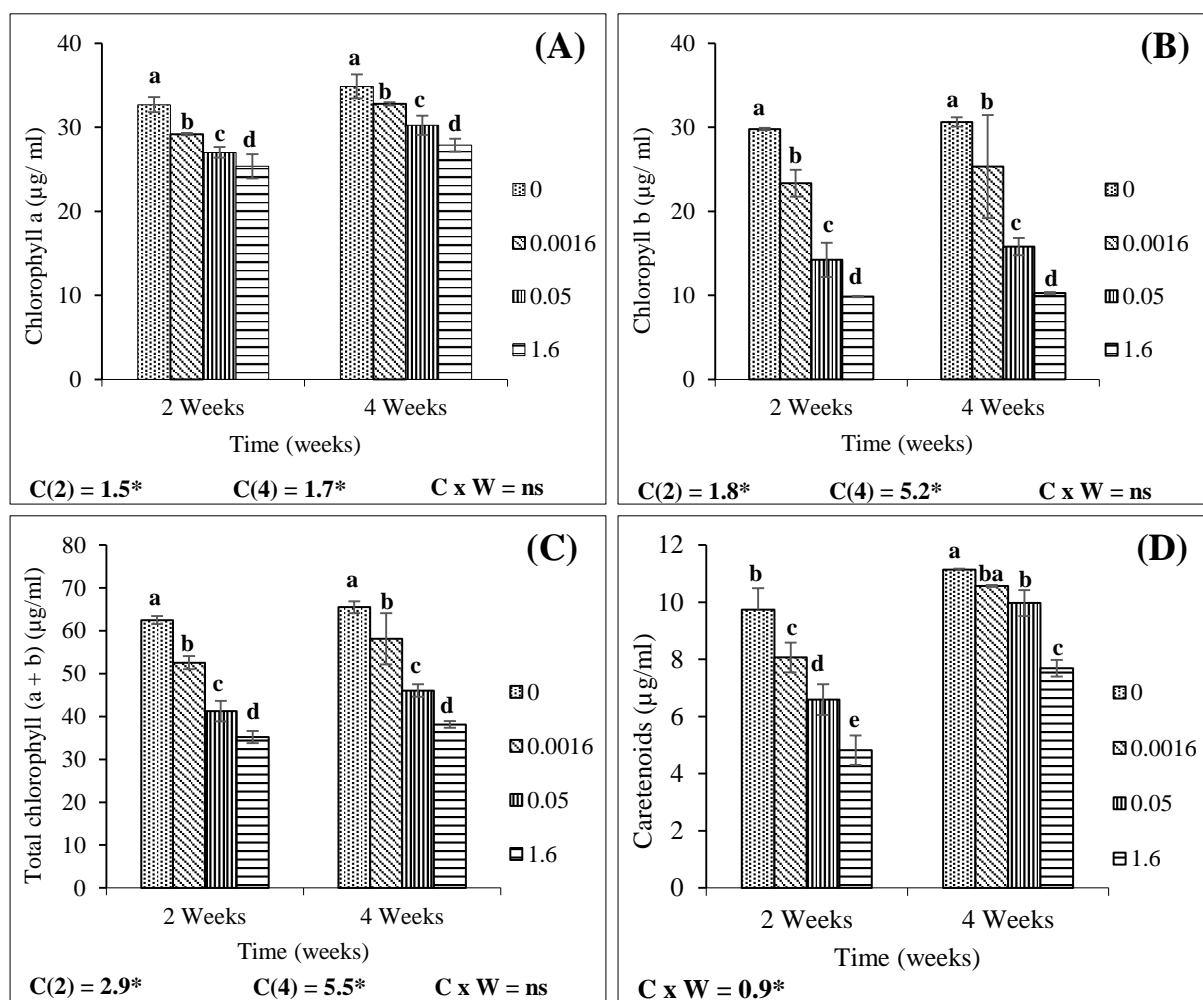 (A)
40
30
20
10
0
Chlorophyll a (µg/ ml)
a
b
c
d
a
b
c
d
0
0.0016
0.05
1.6
2 Weeks
4 Weeks
Time (weeks)
C(2) = 1.5* C(4) = 1.7* C x W = ns
(B)
40
30
20
10
0
Chloropyll b (µg/ ml)
a
b
c
d
a
b
c
d
0
0.0016
0.05
1.6
2 Weeks
4 Weeks
Time (weeks)
C(2) = 1.8* C(4) = 5.2* C x W = ns
(C)
80
70
60
50
40
30
20
10
0
Total chlorophyll (a + b) (µg/ml)
a
b
c
d
a
b
c
d
0
0.0016
0.05
1.6
2 Weeks
4 Weeks
Time (weeks)
C(2) = 2.9* C(4) = 5.5* C x W = ns
(D)
12
10
8
6
4
2
0
Caretenoids (µg/ml)
b
c
d
e
a
ba
b
c
0
0.0016
0.05
1.6
2 Weeks
4 Weeks
Time (weeks)
C x W = 0.9*